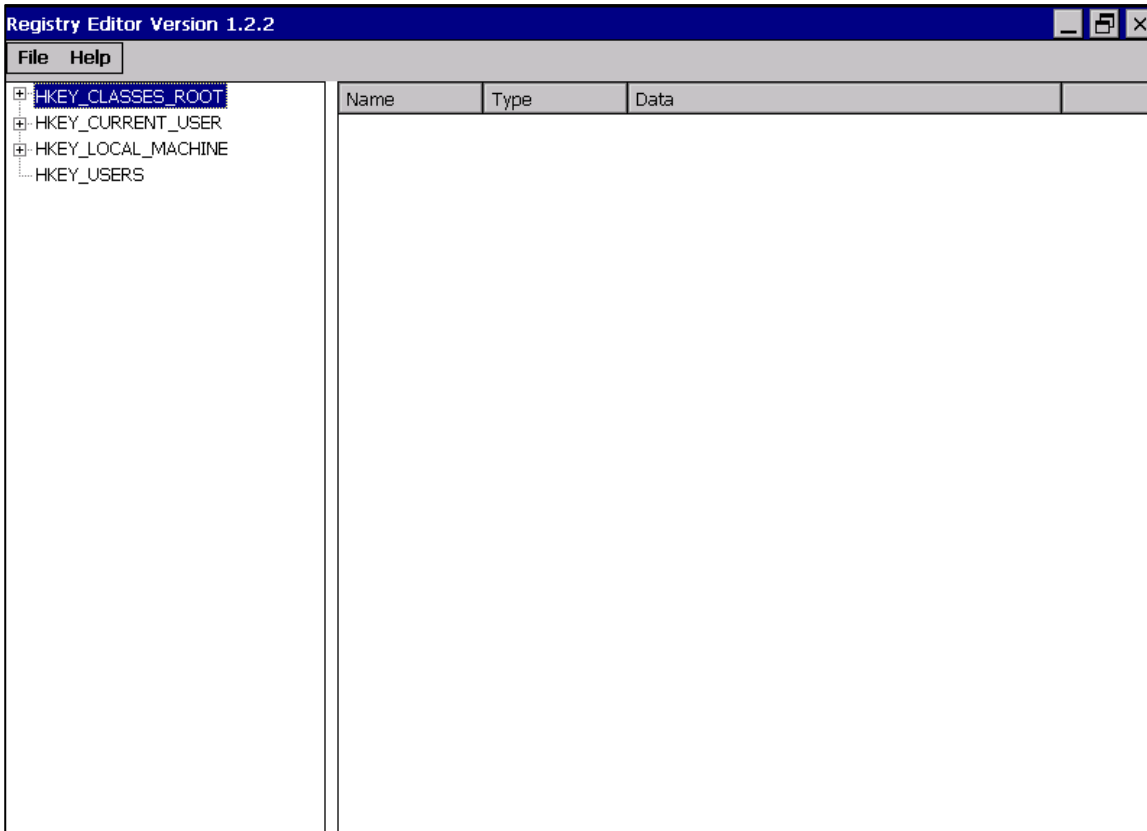 Registry Editor Version 1.2.2
File Help
HKEY_CLASSES_ROOT
HKEY_CURRENT_USER
HKEY_LOCAL_MACHINE
HKEY_USERS
Name Type Data